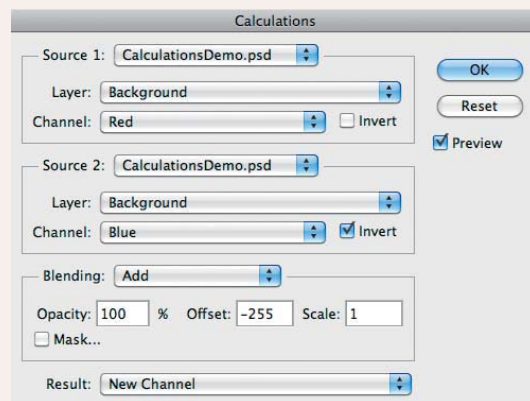 Calculations
Source 1: CalculationsDemo.psd
OK
Layer: Background
Reset
Channel: Red Invert
Preview
Source 2: CalculationsDemo.psd
Layer: Background
Channel: Blue Invert
Blending: Add
Opacity: 100 % Offset: -255 Scale: 1
Mask...
Result: New Channel